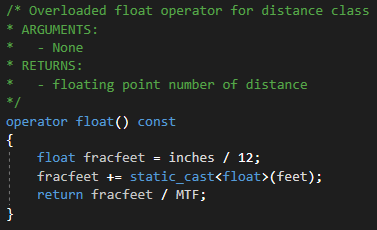 /* Overloaded float operator for distance class
* ARGUMENTS:
*   - None
* RETURNS:
*   - floating point number of distance
*/
operator float() const
{
    float fracfeet = inches / 12;
    fracfeet += static_cast<float>(feet);
    return fracfeet / MTF;
}